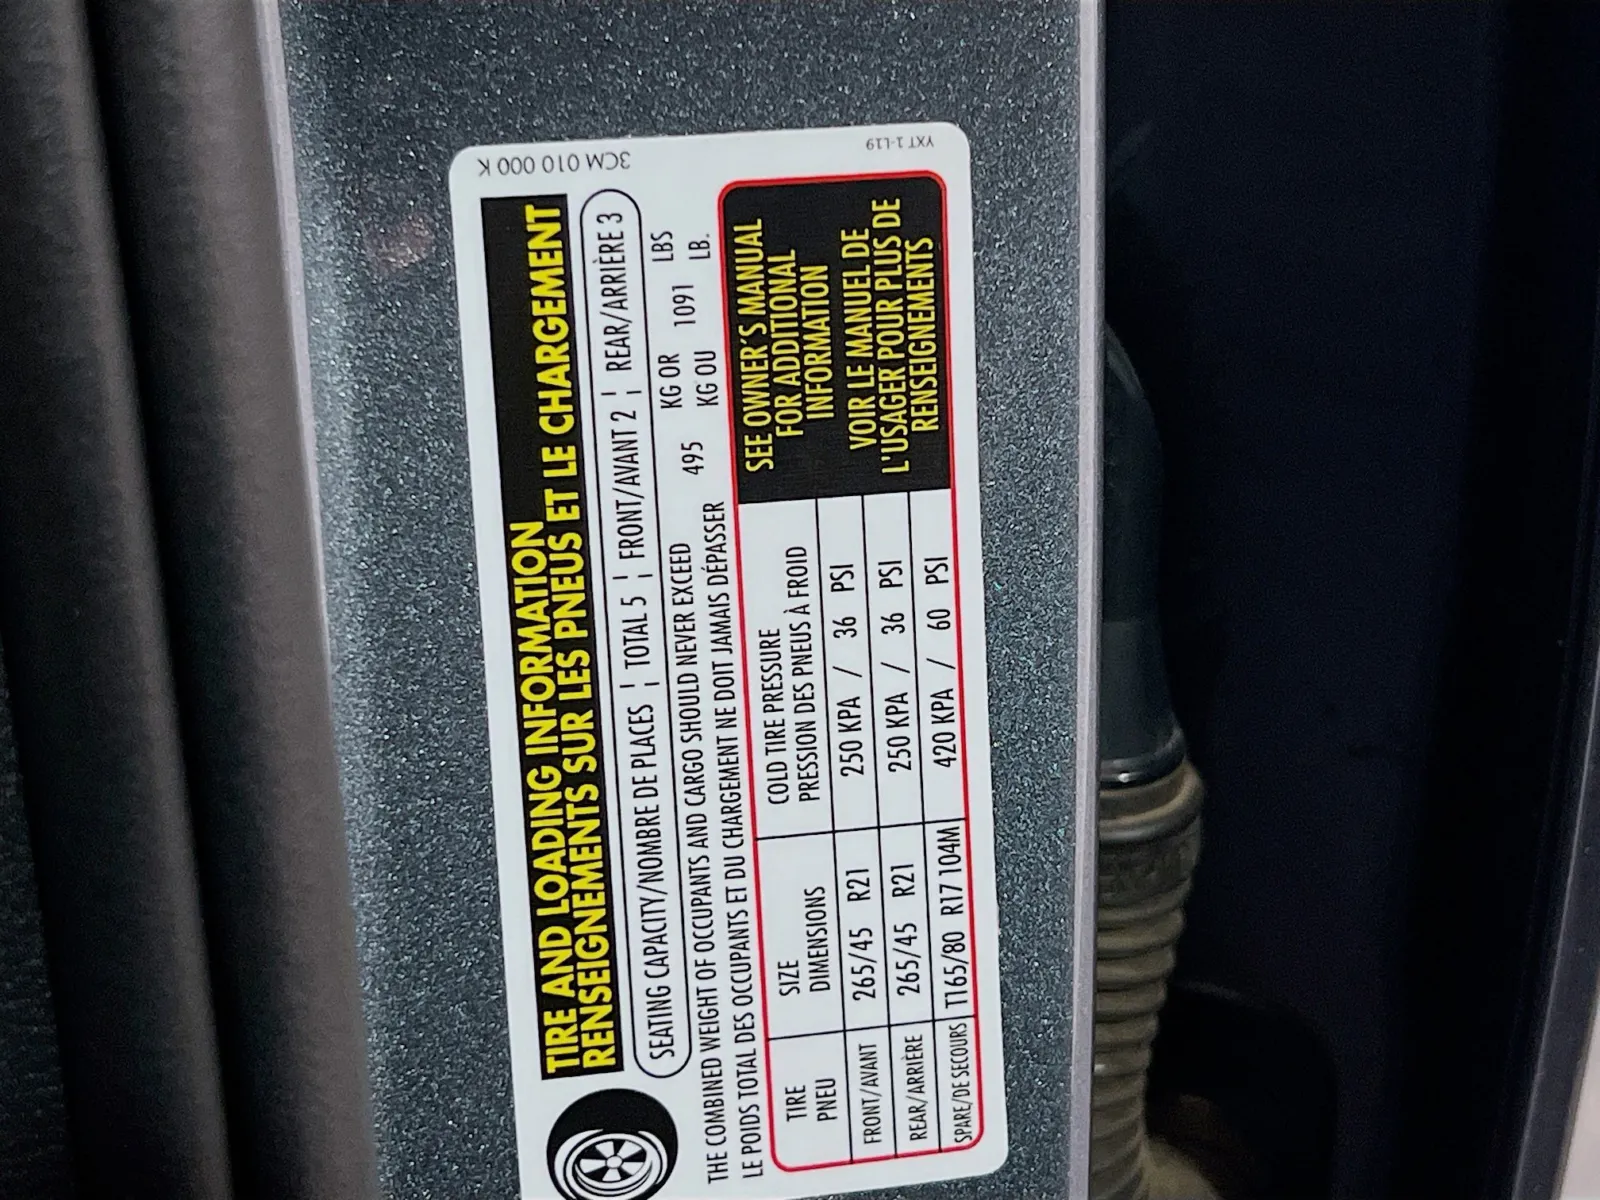 3CM 010 000 K
YXT 1-L19
TIRE AND LOADING INFORMATION
RENSEIGNEMENTS SUR LES PNEUS ET LE CHARGEMENT
SEATING CAPACITY/NOMBRE DE PLACES ¦ TOTAL 5 ¦ FRONT/AVANT 2 ¦ REAR/ARRIÈRE 3
THE COMBINED WEIGHT OF OCCUPANTS AND CARGO SHOULD NEVER EXCEED 495 KG OR 1091 LBS
LE POIDS TOTAL DES OCCUPANTS ET DU CHARGEMENT NE DOIT JAMAIS DÉPASSER KG OU LB.
TIRE SIZE COLD TIRE PRESSURE
PNEU DIMENSIONS PRESSION DES PNEUS À FROID
FRONT/AVANT 265/45 R21 250 KPA / 36 PSI
REAR/ARRIÈRE 265/45 R21 250 KPA / 36 PSI
SPARE/DE SECOURS T165/80 R17 104M 420 KPA / 60 PSI
SEE OWNER'S MANUAL
FOR ADDITIONAL
INFORMATION
VOIR LE MANUEL DE
L'USAGER POUR PLUS DE
RENSEIGNEMENTS